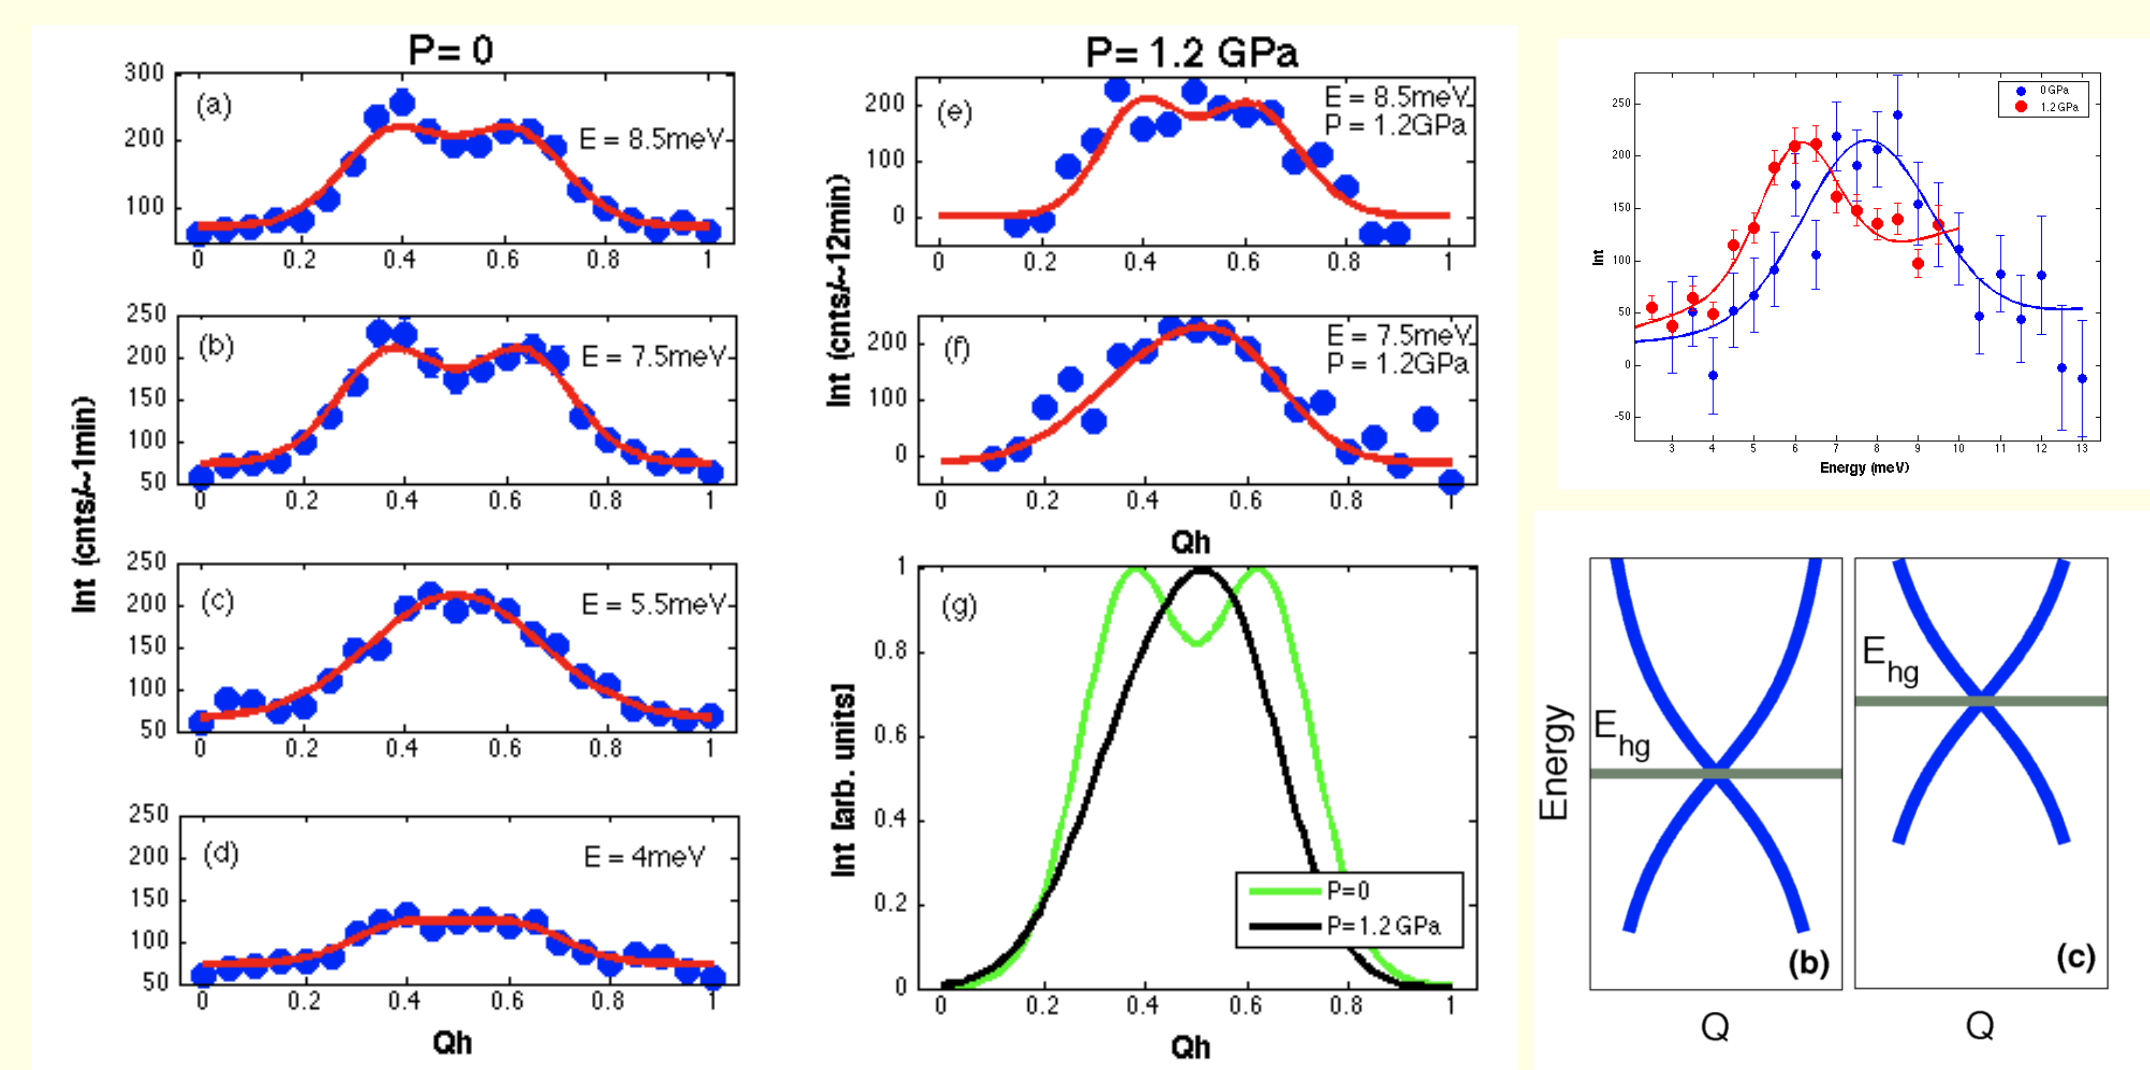 P= 0
(a)
E = 8.5meV
300
200
100
0 0.2 0.4 0.6 0.8 1
(b)
E = 7.5meV
250
200
150
100
50
0 0.2 0.4 0.6 0.8 1
(c)
E = 5.5meV
250
200
150
100
50
0 0.2 0.4 0.6 0.8 1
(d)
E = 4meV
250
200
150
100
50
0 0.2 0.4 0.6 0.8 1
Int (cnts/~1min)
Qh
P= 1.2 GPa
(e)
E = 8.5meV
P = 1.2GPa
200
100
0
0 0.2 0.4 0.6 0.8 1
Int (cnts/~12min)
(f)
E = 7.5meV
P = 1.2GPa
200
100
0
0 0.2 0.4 0.6 0.8 1
Qh
(g)
1
0.8
0.6
0.4
0.2
0
P=0
P=1.2 GPa
0 0.2 0.4 0.6 0.8 1
Int [arb. units]
Qh
0 GPa
1.2 GPa
250
200
150
100
50
0
-50
Int
3 4 5 6 7 8 9 10 11 12 13
Energy (meV)
Energy
Ehg
(b)
Q
Ehg
(c)
Q